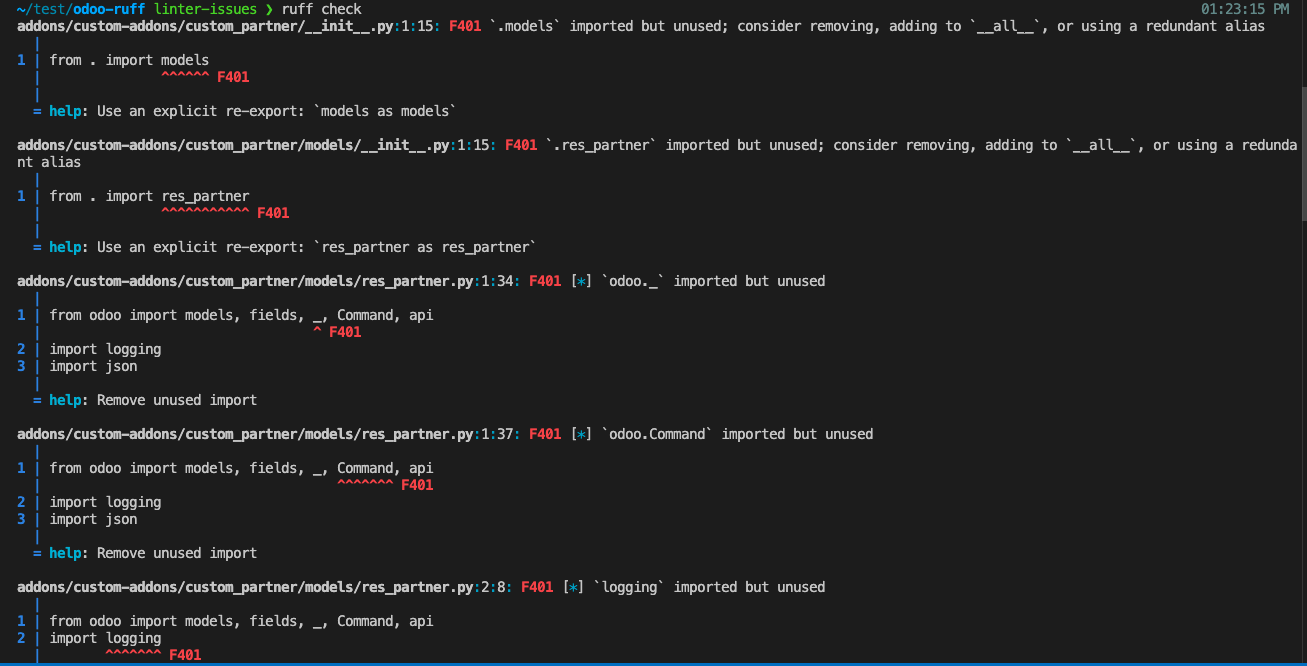 ~/test/odoo-ruff linter-issues ❯ ruff check 01:23:15 PM
addons/custom-addons/custom_partner/__init__.py:1:15: F401 `.models` imported but unused; consider removing, adding to `__all__`, or using a redundant alias
  |
1 | from . import models
  |               ^^^^^^ F401
  |
  = help: Use an explicit re-export: `models as models`

addons/custom-addons/custom_partner/models/__init__.py:1:15: F401 `.res_partner` imported but unused; consider removing, adding to `__all__`, or using a redunda
nt alias
  |
1 | from . import res_partner
  |               ^^^^^^^^^^^ F401
  |
  = help: Use an explicit re-export: `res_partner as res_partner`

addons/custom-addons/custom_partner/models/res_partner.py:1:34: F401 [*] `odoo._` imported but unused
  |
1 | from odoo import models, fields, _, Command, api
  |                                  ^ F401
2 | import logging
3 | import json
  |
  = help: Remove unused import

addons/custom-addons/custom_partner/models/res_partner.py:1:37: F401 [*] `odoo.Command` imported but unused
  |
1 | from odoo import models, fields, _, Command, api
  |                                     ^^^^^^^ F401
2 | import logging
3 | import json
  |
  = help: Remove unused import

addons/custom-addons/custom_partner/models/res_partner.py:2:8: F401 [*] `logging` imported but unused
  |
1 | from odoo import models, fields, _, Command, api
2 | import logging
  |        ^^^^^^^ F401